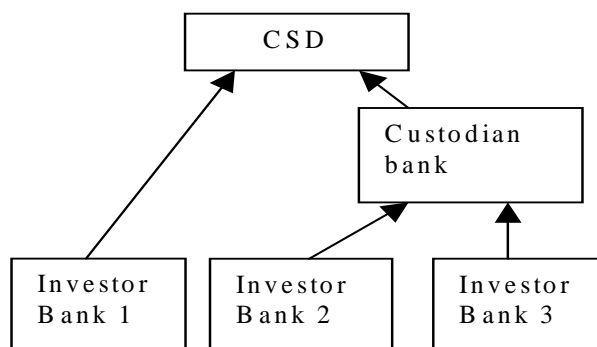 CSD
Custodian
bank
Investor
Bank 1
Investor
Bank 2
Investor
Bank 3